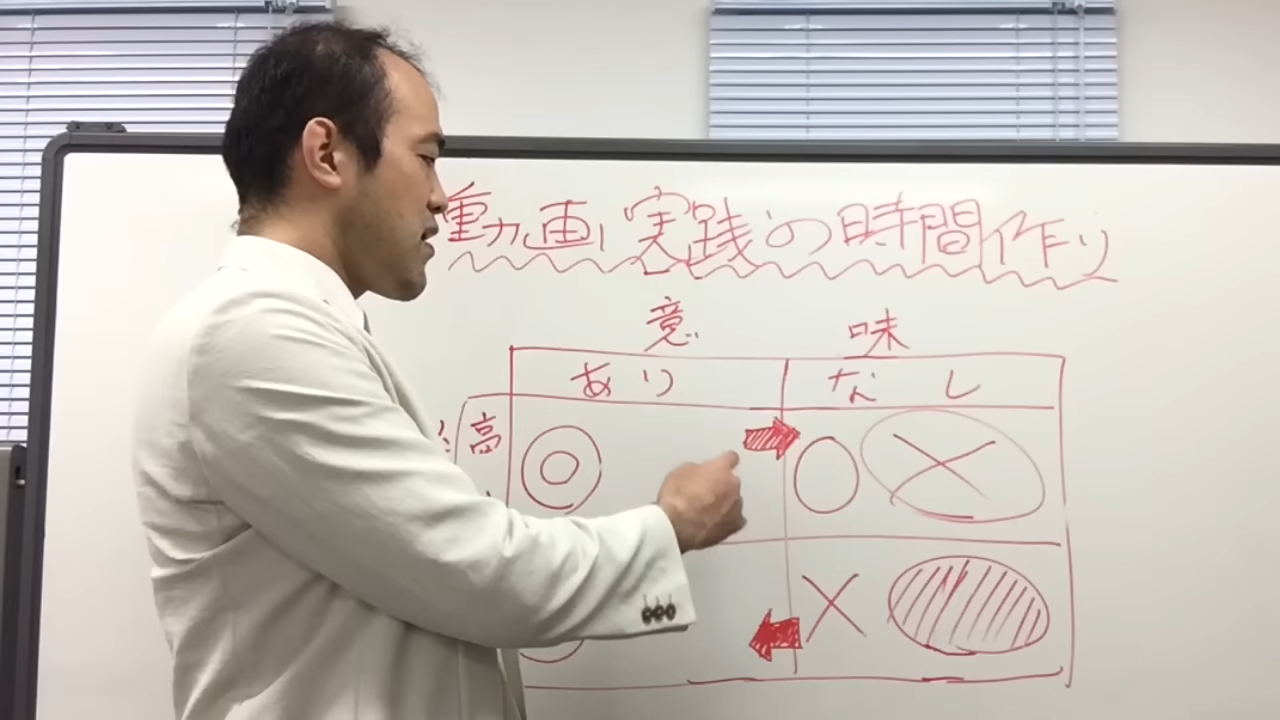 動画実践の時間作り
意 味
あり なし
高